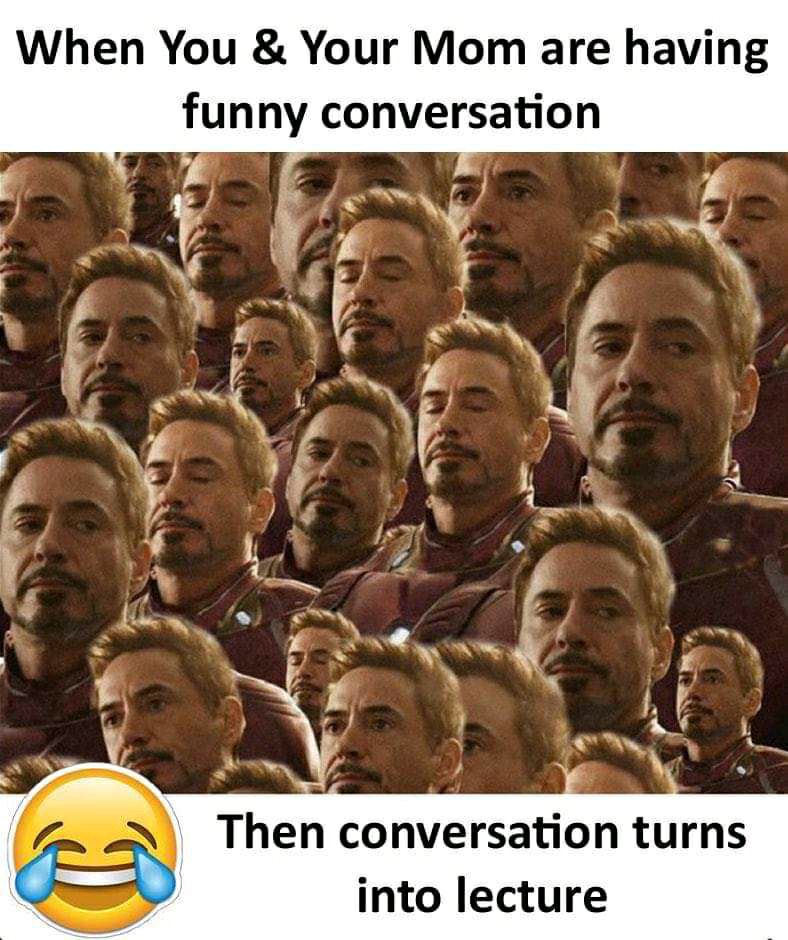 When You & Your Mom are having
funny conversation
Then conversation turns
into lecture